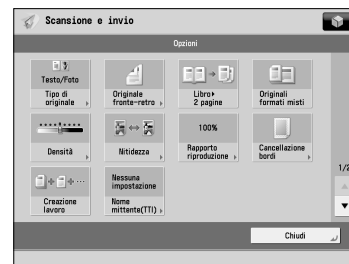 Scansione e invio
Opzioni
Testo/Foto
Tipo di
originale
Originale
fronte-retro
Libro▸
2 pagine
Originali
formati misti
Densità
Nitidezza
100%
Rapporto
riproduzione
Cancellazione
bordi
Creazione
lavoro
Nessuna
impostazione
Nome
mittente(TTI)
1/2
Chiudi